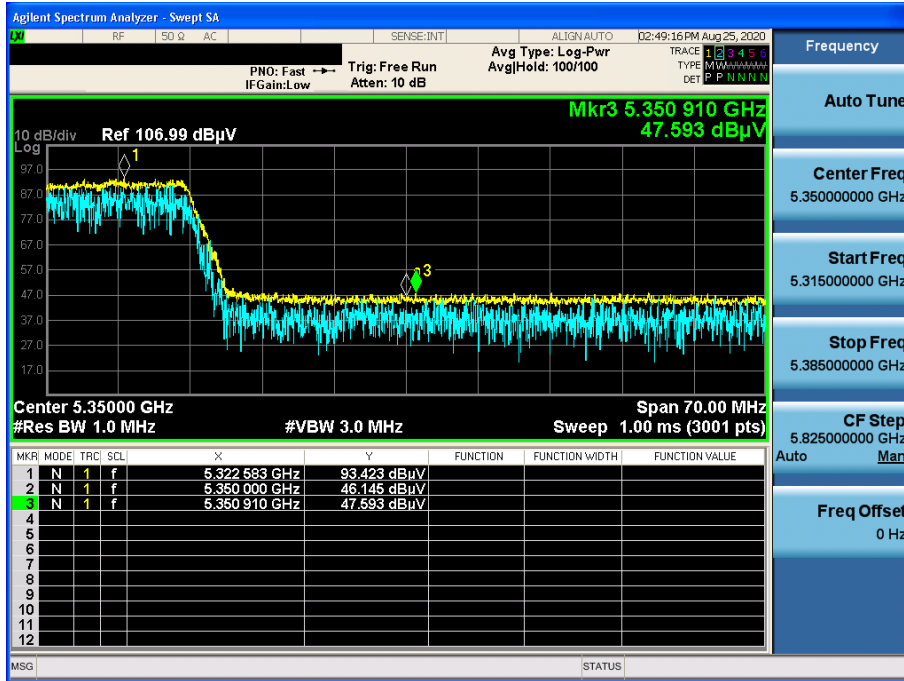 Agilent Spectrum Analyzer - Swept SA
LXI RF 50 Ω AC SENSE:INT ALIGNAUTO 02:49:16 PM Aug 25, 2020
Frequency
PNO: Fast
IFGain:Low
Trig: Free Run
Atten: 10 dB
Avg Type: Log-Pwr
Avg|Hold: 100/100
TRACE 1 2 3 4 5 6
TYPE M W W W W W
DET P P N N N N
Auto Tune
Mkr3 5.350 910 GHz
47.593 dBµV
10 dB/div Ref 106.99 dBµV
Log
97.0
87.0
77.0
67.0
57.0
47.0
37.0
27.0
17.0
1
3
Center 5.35000 GHz Span 70.00 MHz
#Res BW 1.0 MHz #VBW 3.0 MHz Sweep 1.00 ms (3001 pts)
Center Freq
5.350000000 GHz
Start Freq
5.315000000 GHz
Stop Freq
5.385000000 GHz
CF Step
5.825000000 GHz
Auto Man
Freq Offset
0 Hz
MKR MODE TRC SCL X Y FUNCTION FUNCTION WIDTH FUNCTION VALUE
1 N 1 f 5.322 583 GHz 93.423 dBµV
2 N 1 f 5.350 000 GHz 46.145 dBµV
3 N 1 f 5.350 910 GHz 47.593 dBµV
4
5
6
7
8
9
10
11
12
MSG STATUS